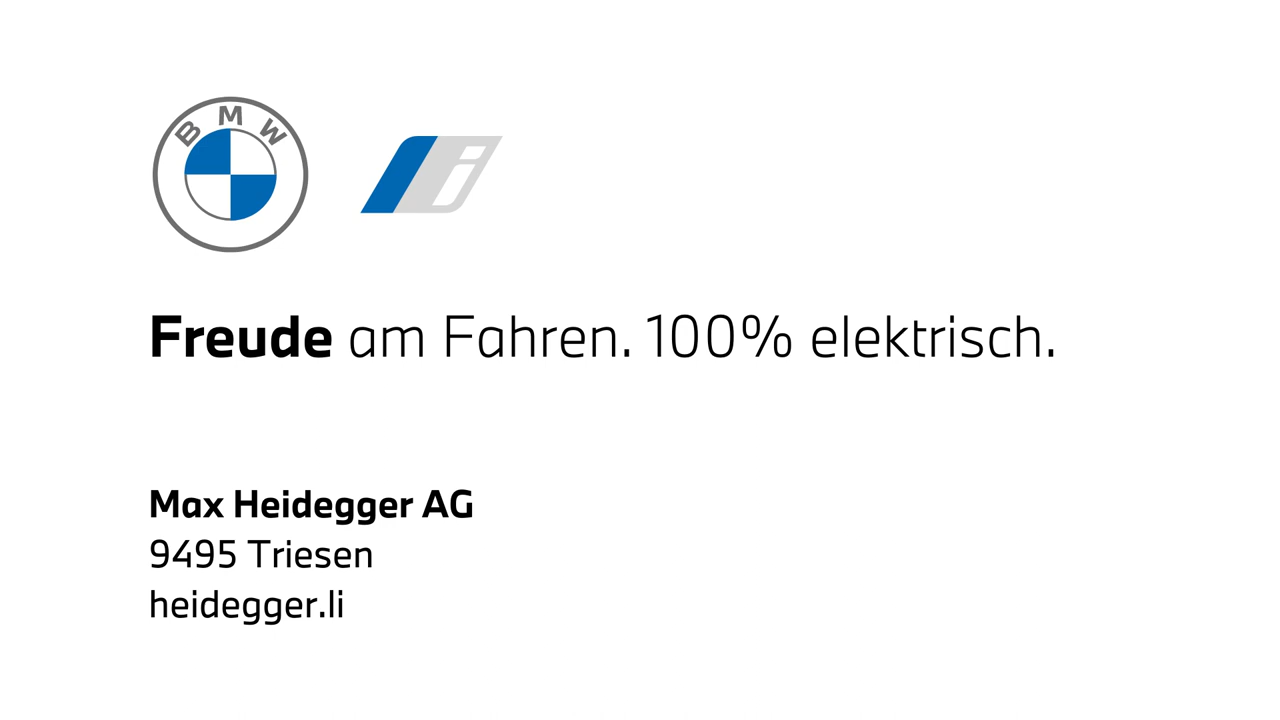 BMW
i
Freude am Fahren. 100% elektrisch.
Max Heidegger AG
9495 Triesen
heidegger.li